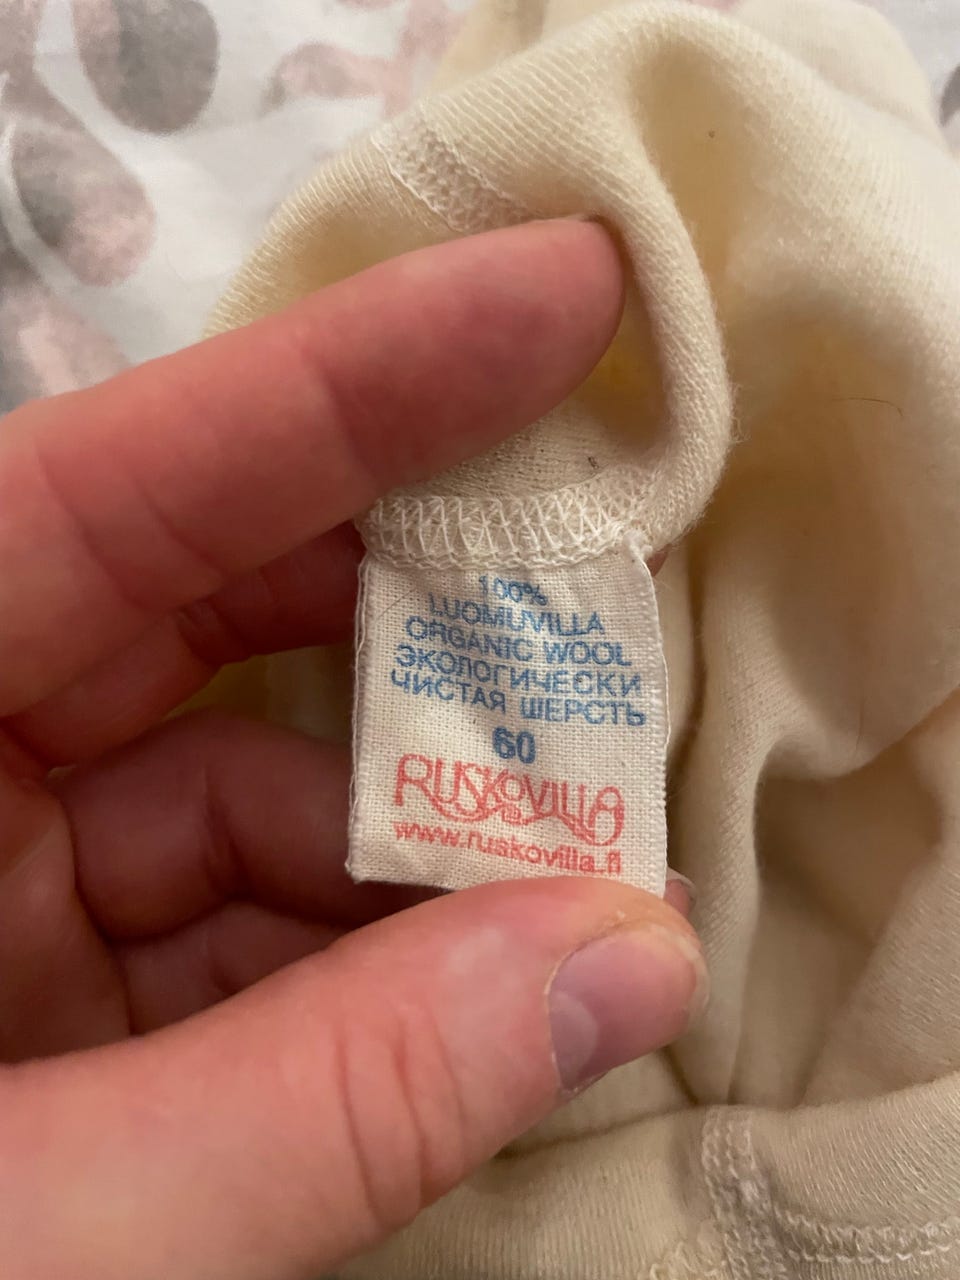 100%
LUOMUVILLA
ORGANIC WOOL
ЭКОЛОГИЧЕСКИ
ЧИСТАЯ ШЕРСТЬ
60
RUSKOVILLA
www.ruskovilla.fi